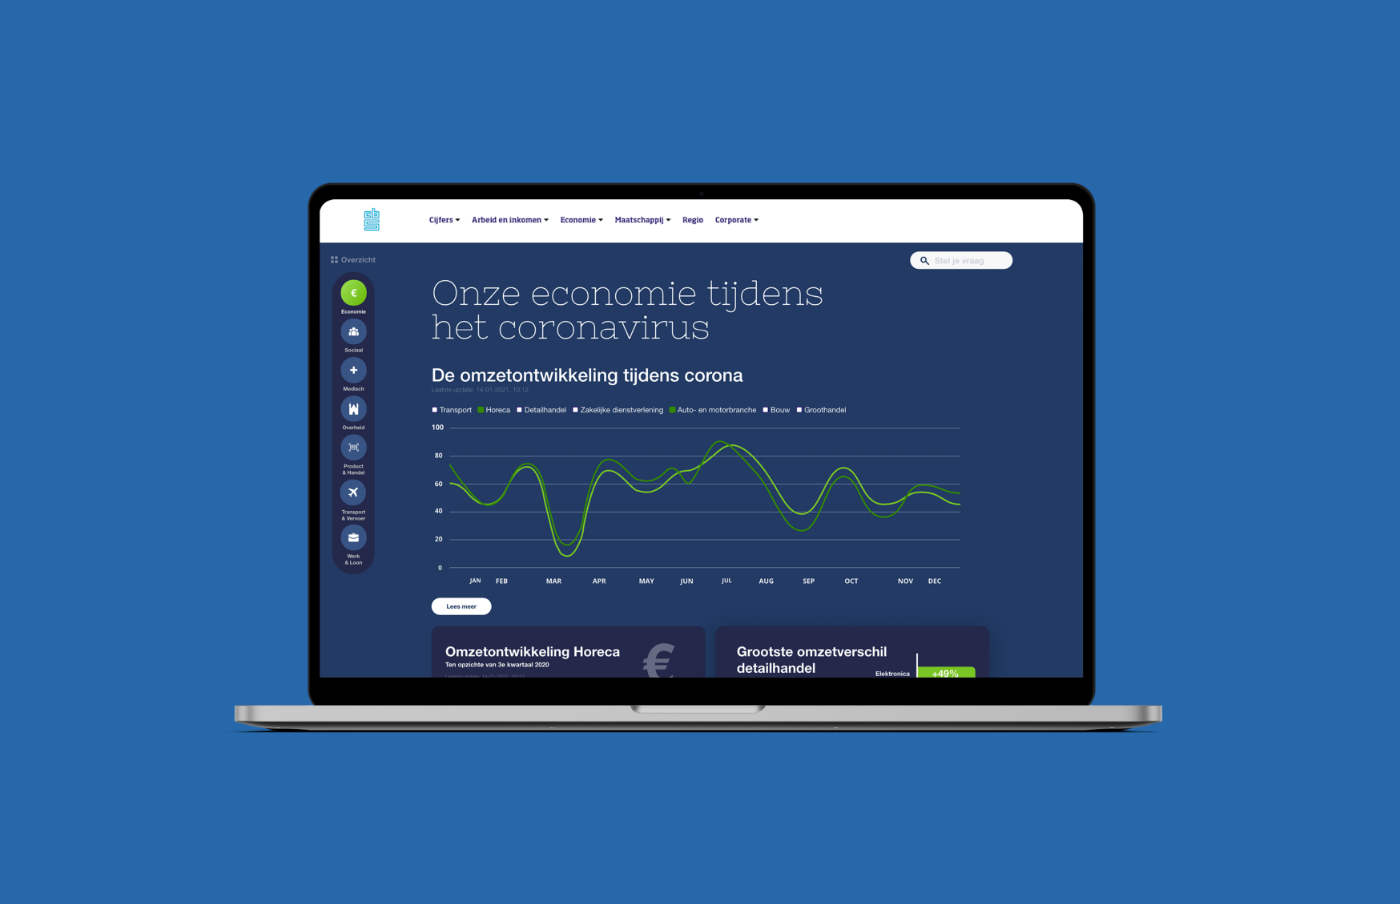 cbs
Cijfers
Arbeid en inkomen
Economie
Maatschappij
Regio
Corporate
Overzicht
Stel je vraag
€
Economie
Sociaal
Medisch
Overheid
Product
& Handel
Transport
& Vervoer
Werk
& Loon
Onze economie tijdens
het coronavirus
De omzetontwikkeling tijdens corona
Laatste update: 14-01-2021, 10:12
Transport Horeca Detailhandel Zakelijke dienstverlening Auto- en motorbranche Bouw Groothandel
100
80
60
40
20
0
JAN FEB MAR APR MAY JUN JUL AUG SEP OCT NOV DEC
Lees meer
Omzetontwikkeling Horeca
Ten opzichte van 3e kwartaal 2020
€
Grootste omzetverschil
detailhandel
Elektronica
+49%